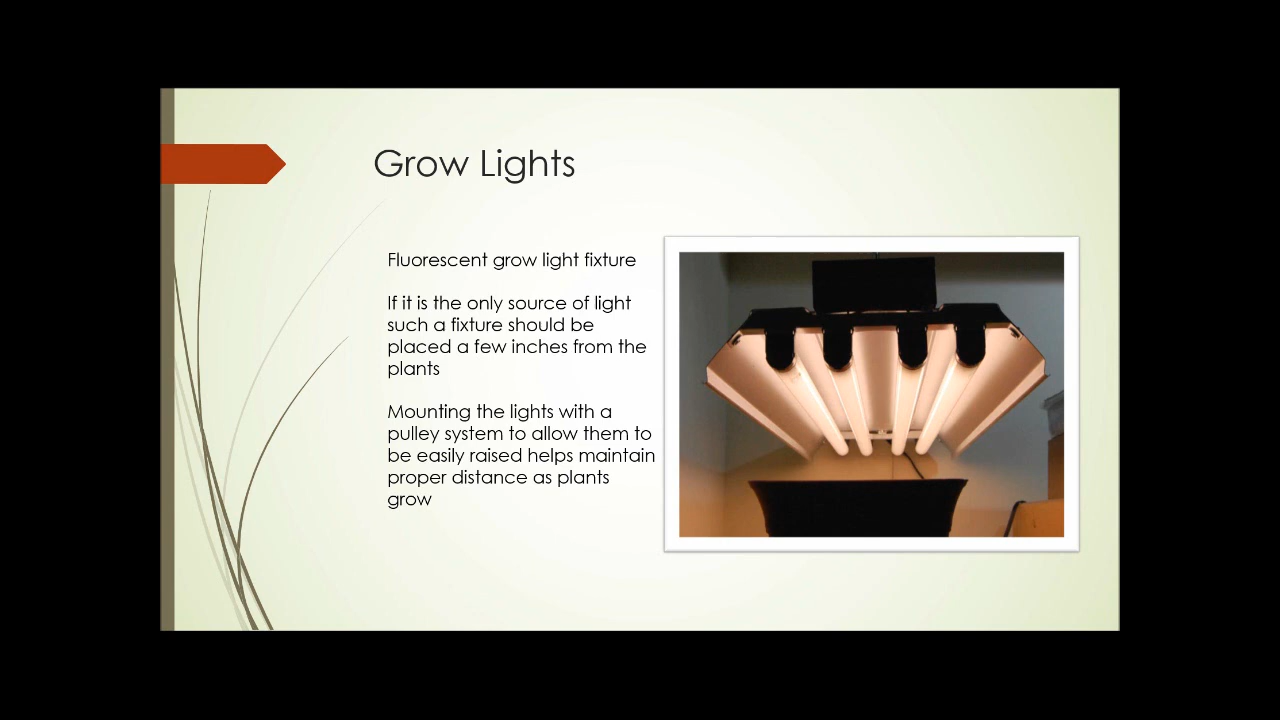 Grow Lights
Fluorescent grow light fixture
If it is the only source of light
such a fixture should be
placed a few inches from the
plants
Mounting the lights with a
pulley system to allow them to
be easily raised helps maintain
proper distance as plants
grow